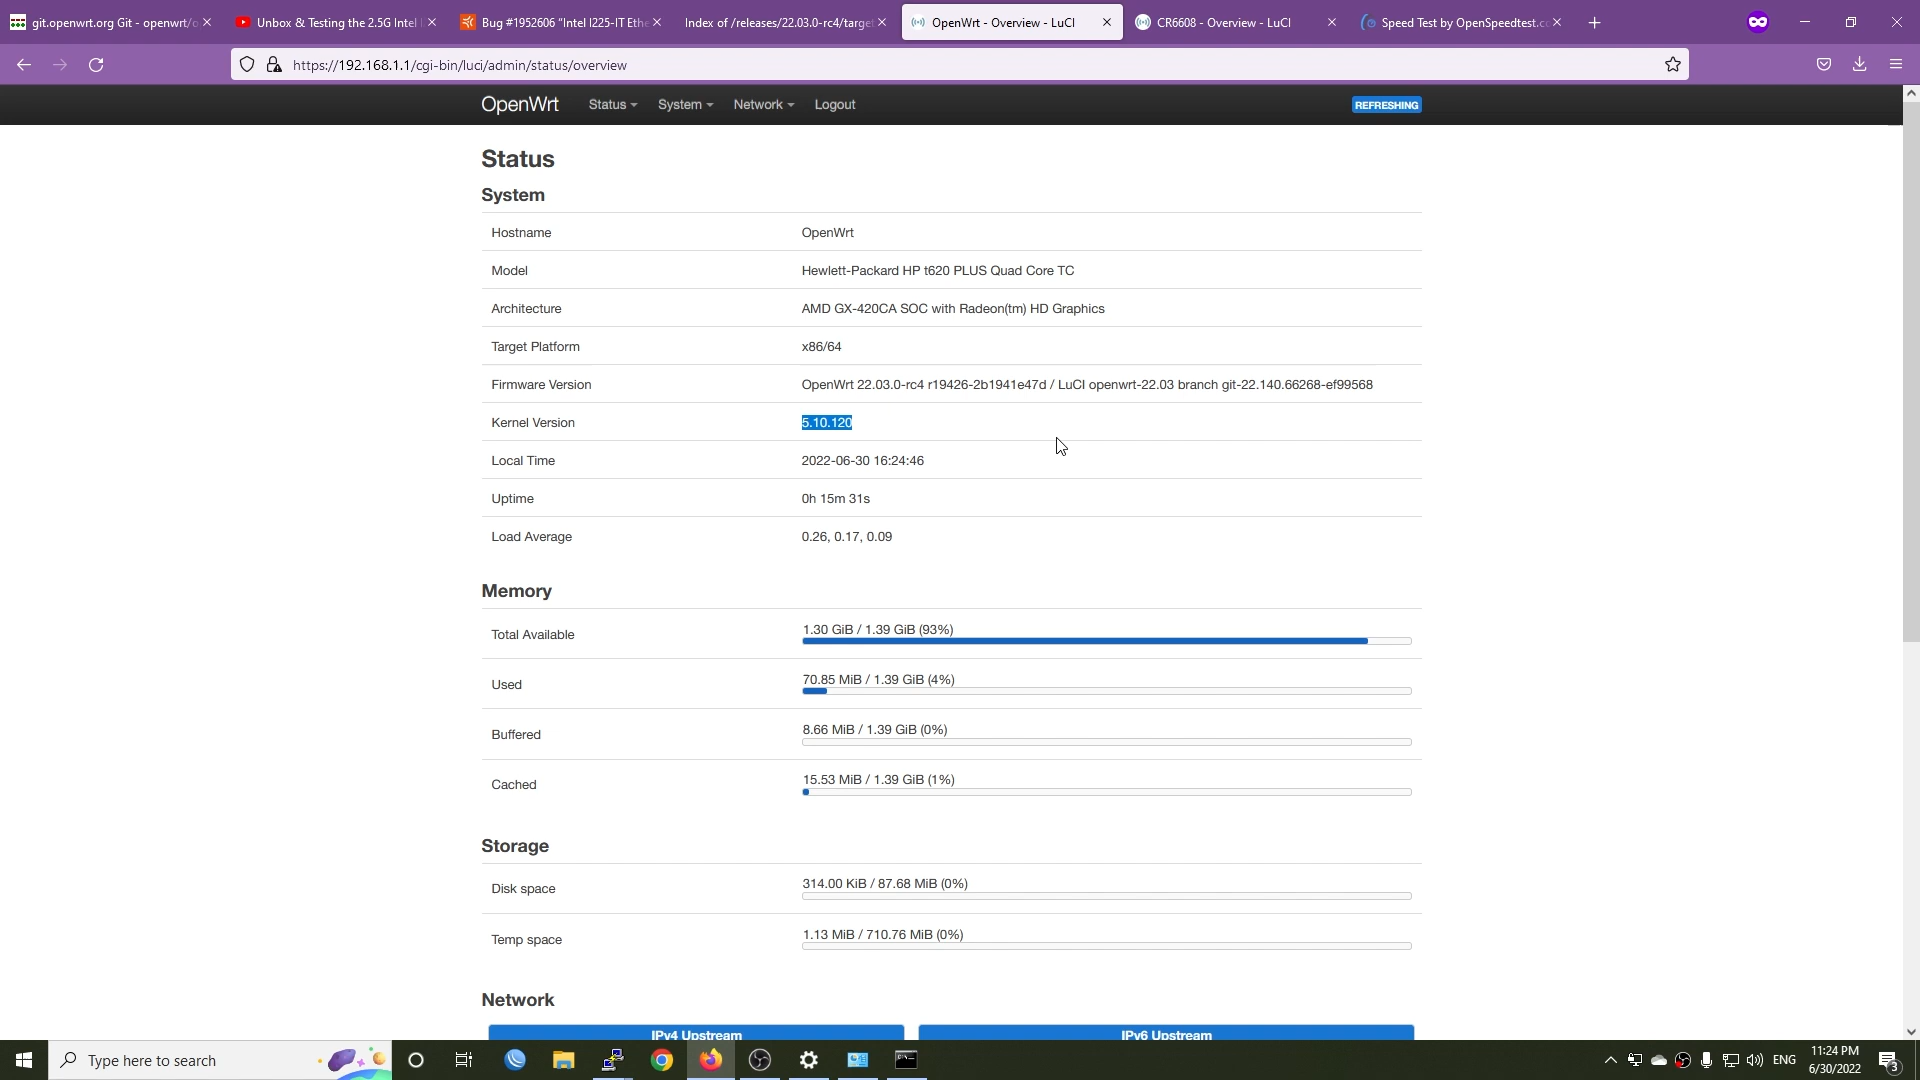 git.openwrt.org Git - openwrt/o
Unbox & Testing the 2.5G Intel
Bug #1952606 “Intel I225-IT Ethe
Index of /releases/22.03.0-rc4/target
OpenWrt - Overview - LuCI
CR6608 - Overview - LuCI
Speed Test by OpenSpeedtest.co
https://192.168.1.1/cgi-bin/luci/admin/status/overview
OpenWrt
Status
System
Network
Logout
REFRESHING
Status
System
Hostname OpenWrt
Model Hewlett-Packard HP t620 PLUS Quad Core TC
Architecture AMD GX-420CA SOC with Radeon(tm) HD Graphics
Target Platform x86/64
Firmware Version OpenWrt 22.03.0-rc4 r19426-2b1941e47d / LuCI openwrt-22.03 branch git-22.140.66268-ef99568
Kernel Version 5.10.120
Local Time 2022-06-30 16:24:46
Uptime 0h 15m 31s
Load Average 0.26, 0.17, 0.09
Memory
Total Available 1.30 GiB / 1.39 GiB (93%)
Used 70.85 MiB / 1.39 GiB (4%)
Buffered 8.66 MiB / 1.39 GiB (0%)
Cached 15.53 MiB / 1.39 GiB (1%)
Storage
Disk space 314.00 KiB / 87.68 MiB (0%)
Temp space 1.13 MiB / 710.76 MiB (0%)
Network
IPv4 Upstream
IPv6 Upstream
Type here to search
ENG
11:24 PM
6/30/2022
3